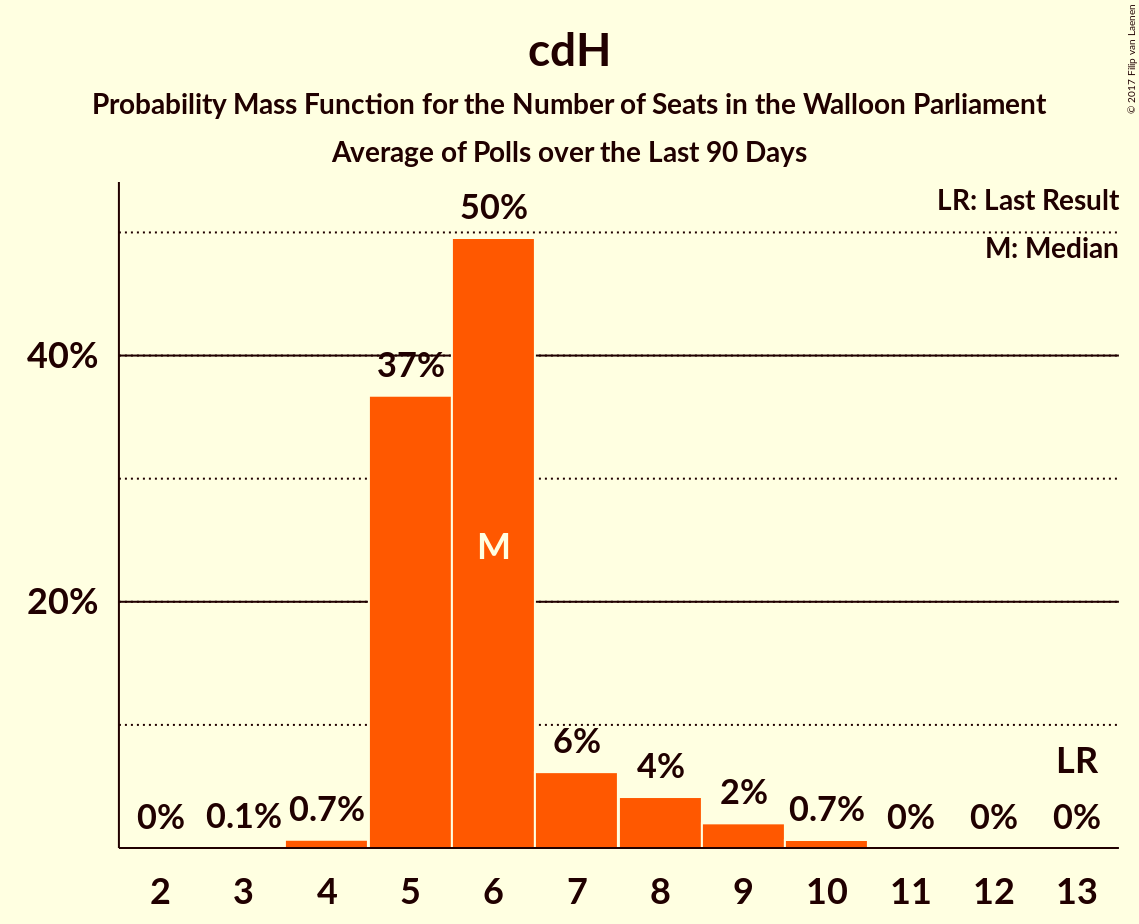 cdH
Probability Mass Function for the Number of Seats in the Walloon Parliament
Average of Polls over the Last 90 Days
© 2017 Filip van Laenen
LR: Last Result
M: Median
50%
40%
37%
M
20%
6%
4%
2%
LR
0%
0.1%
0.7%
0.7%
0%
0%
0%
2 3 4 5 6 7 8 9 10 11 12 13